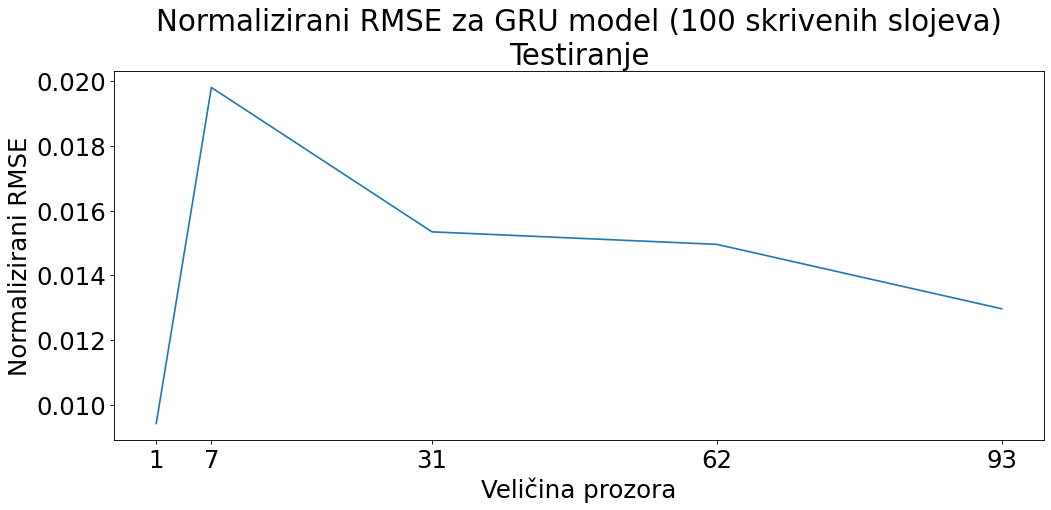 Normalizirani RMSE za GRU model (100 skrivenih slojeva)
Testiranje
Normalizirani RMSE
0.020
0.018
0.016
0.014
0.012
0.010
1 7 31 62 93
Veličina prozora